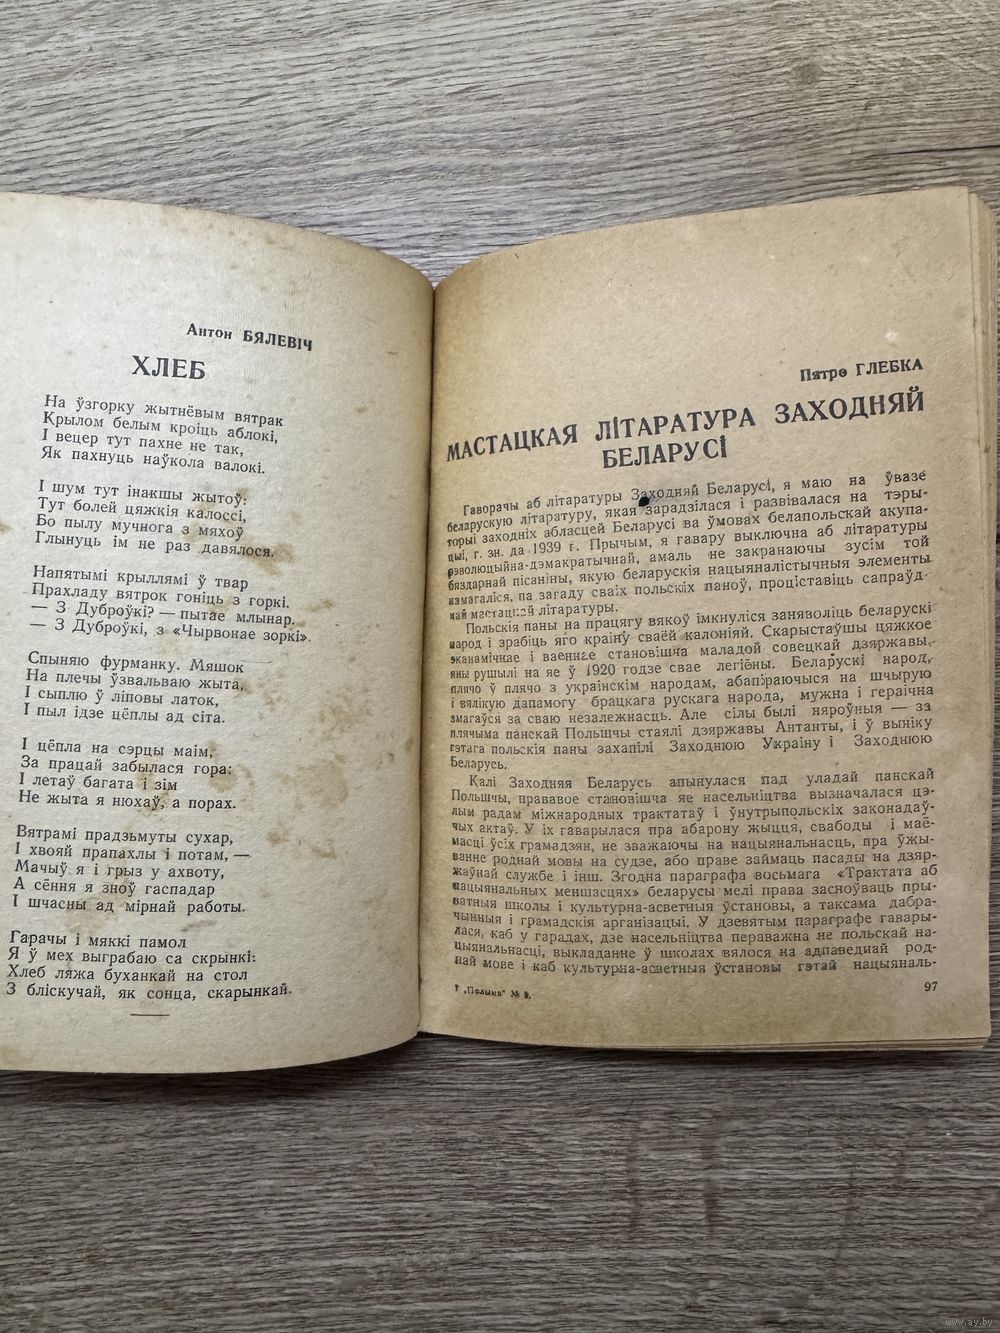 Антон БЯЛЕВІЧ
ХЛЕБ
На ўзгорку жытнёвым вятрак
Крылом белым кроіць аблокі,
І вецер тут пахне не так,
Як пахнуць наўкола валокі.
І шум тут інакшы жытоў:
Тут болей цяжкія калоссі,
Бо пылу мучнога з мяхоў
Глынуць ім не раз давялося.
Напятымі крыллямі ў твар
Прахладу вятрок гоніць з горкі.
— З Дуброўкі? — пытае млынар.
— З Дуброўкі, з «Чырвонае зоркі».
Спыняю фурманку. Мяшок
На плечы ўзвальваю жыта,
І сыплю ў ліповы латок,
І пыл ідзе цёплы ад сіта.
І цёпла на сэрцы маім,
За працай забылася гора:
І летаў багата і зім
Не жыта я нюхаў, а порах.
Вятрамі прадзьмуты сухар,
І хвояй прапахлы і потам, —
Мачыў я і грыз у ахвоту,
А сёння я зноў гаспадар
І шчасны ад мірнай работы.
Гарачы і мяккі памол
Я ў мех выграбаю са скрынкі:
Хлеб ляжа буханкай на стол
З бліскучай, як сонца, скарынкай.
Пятро ГЛЕБКА
МАСТАЦКАЯ ЛІТАРАТУРА ЗАХОДНЯЙ
БЕЛАРУСІ
Гаворачы аб літаратуры Заходняй Беларусі, я маю на ўвазе
беларускую літаратуру, якая зарадзілася і развівалася на тэры-
торыі заходніх абласцей Беларусі ва ўмовах белапольскай акупа-
цыі, г. зн. да 1939 г. Прычым, я гавару выключна аб літаратуры
рэволюцыйна-дэмакратычнай, амаль не закранаючы зусім той
бяздарнай пісаніны, якую беларускія нацыяналістычныя элементы
намагаліся, па загаду сваіх польскіх паноў, проціставіць сапраўд-
най мастацкай літаратуры.
Польскія паны на працягу вякоў імкнуліся заняволіць беларускі
народ і зрабіць яго краіну сваёй калоніяй. Скарыстаўшы цяжкое
эканамічнае і ваеннае становішча маладой совецкай дзяржавы,
яны рушылі на яе ў 1920 годзе свае легіёны. Беларускі народ,
плячо ў плячо з украінскім народам, абапіраючыся на шчырую
і вялікую дапамогу брацкага рускага народа, мужна і гераічна
змагаўся за сваю незалежнасць. Але сілы былі няроўныя — за
плячыма панскай Польшчы стаялі дзяржавы Антанты, і ў выніку
гэтага польскія паны захапілі Заходнюю Украіну і Заходнюю
Беларусь.
Калі Заходняя Беларусь апынулася пад уладай панскай
Польшчы, прававое становішча яе насельніцтва вызначалася цэ-
лым радам міжнародных трактатаў і ўнутрыпольскіх законадаў-
чых актаў. У іх гаварылася пра абарону жыцця, свабоды і маё-
масці ўсіх грамадзян, не зважаючы на нацыянальнасць, пра ўжы-
ванне роднай мовы на судзе, або праве займаць пасады на дзяр-
жаўнай службе і інш. Згодна параграфа восьмага «Трактата аб
нацыянальных меншасцях» беларусы мелі права засноўваць пры-
ватныя школы і культурна-асветныя ўстановы, а таксама дабра-
чынныя і грамадскія арганізацыі. У дзевятым параграфе гавары-
лася, каб у гарадах, дзе насельніцтва пераважна не польскай на-
цыянальнасці, выкладанне ў школах вялося на адпаведнай род-
най мове і каб культурна-асветныя ўстановы гэтай нацыяналь-
7 „Полымя“ № 9.
97
www.ay.by